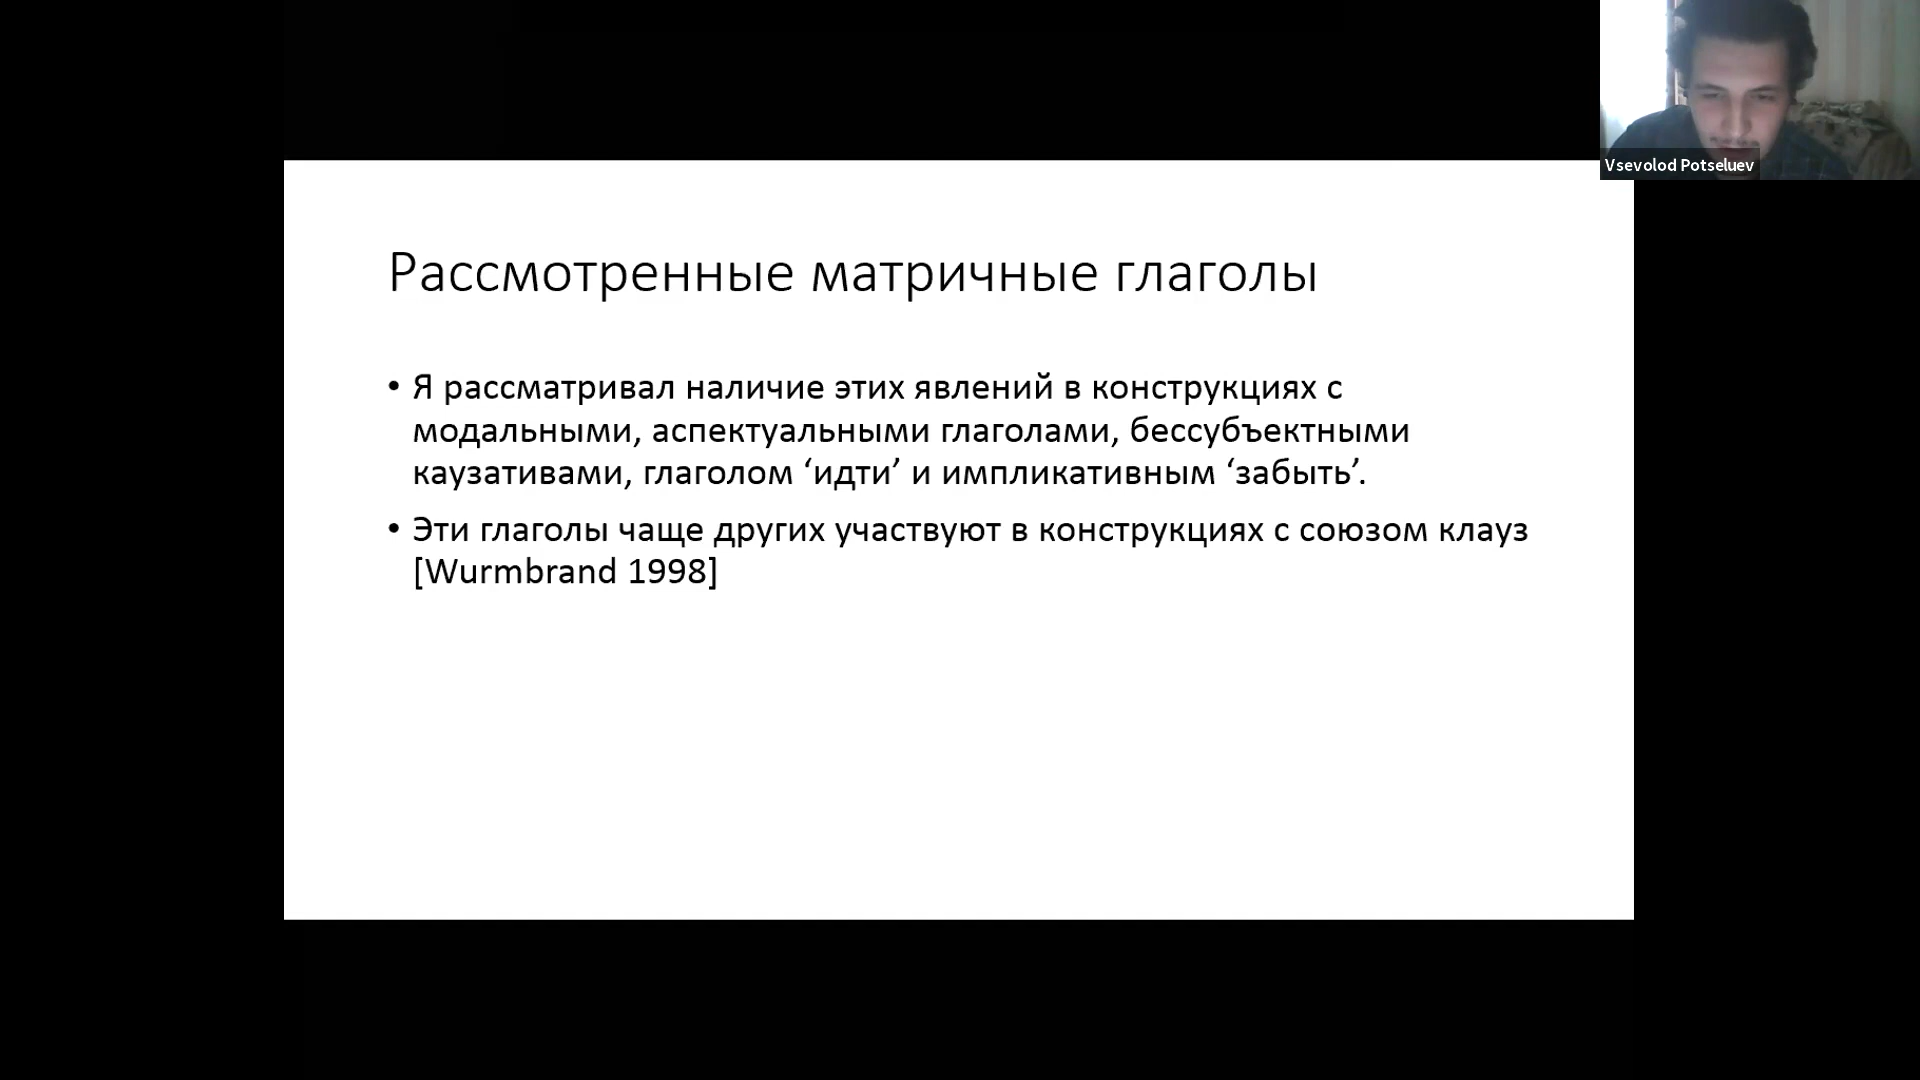 Vsevolod Potseluev
Рассмотренные матричные глаголы
• Я рассматривал наличие этих явлений в конструкциях с
модальными, аспектуальными глаголами, бессубъектными
каузативами, глаголом ‘идти’ и импликативным ‘забыть’.
• Эти глаголы чаще других участвуют в конструкциях с союзом клауз
[Wurmbrand 1998]